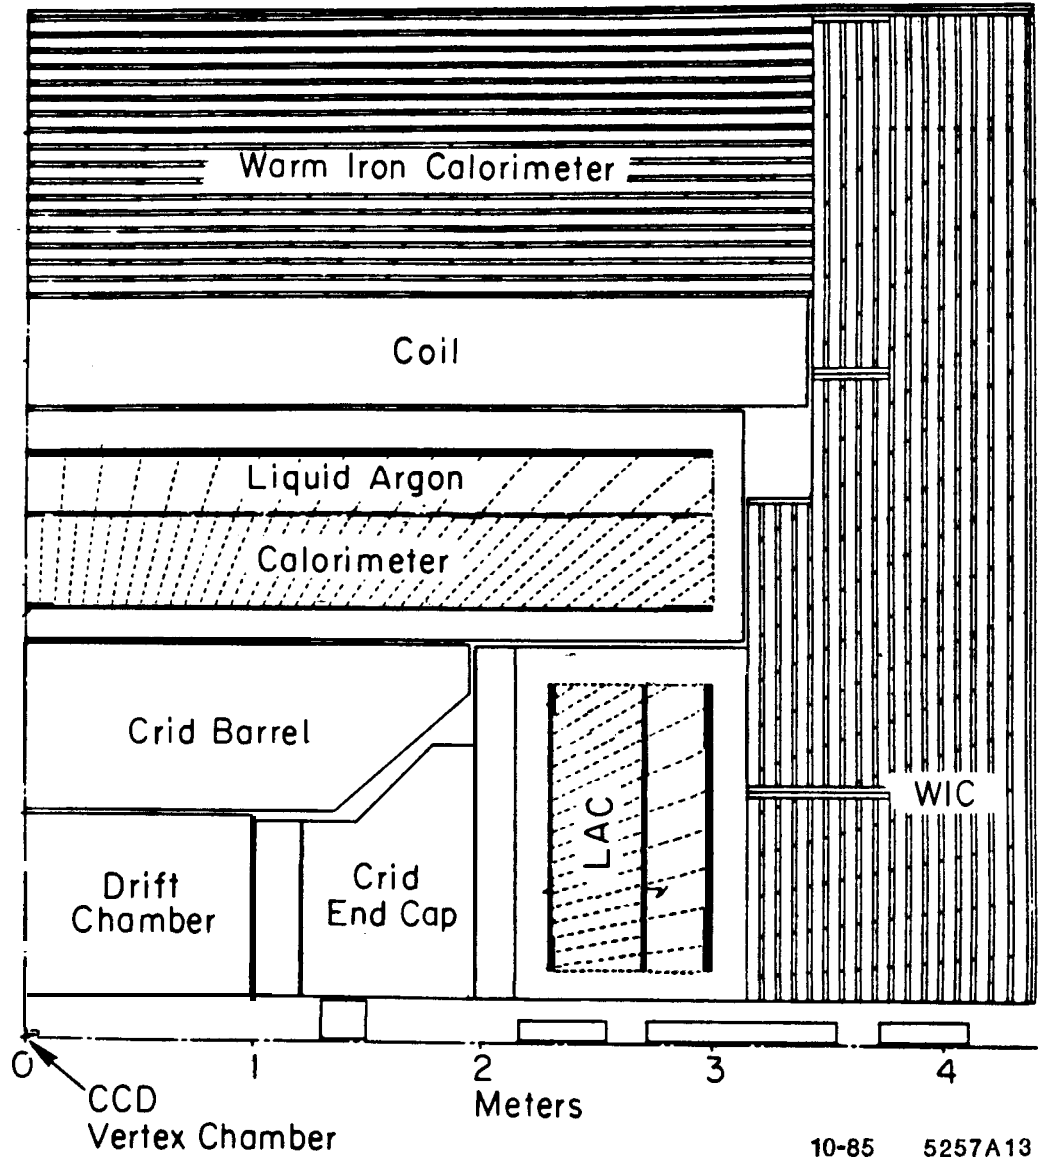 Warm Iron Calorimeter
Coil
Liquid Argon
Calorimeter
Crid Barrel
WIC
LAC
Drift
Chamber
Crid
End Cap
0 1 2 3 4
Meters
CCD
Vertex Chamber
10-85 5257A13